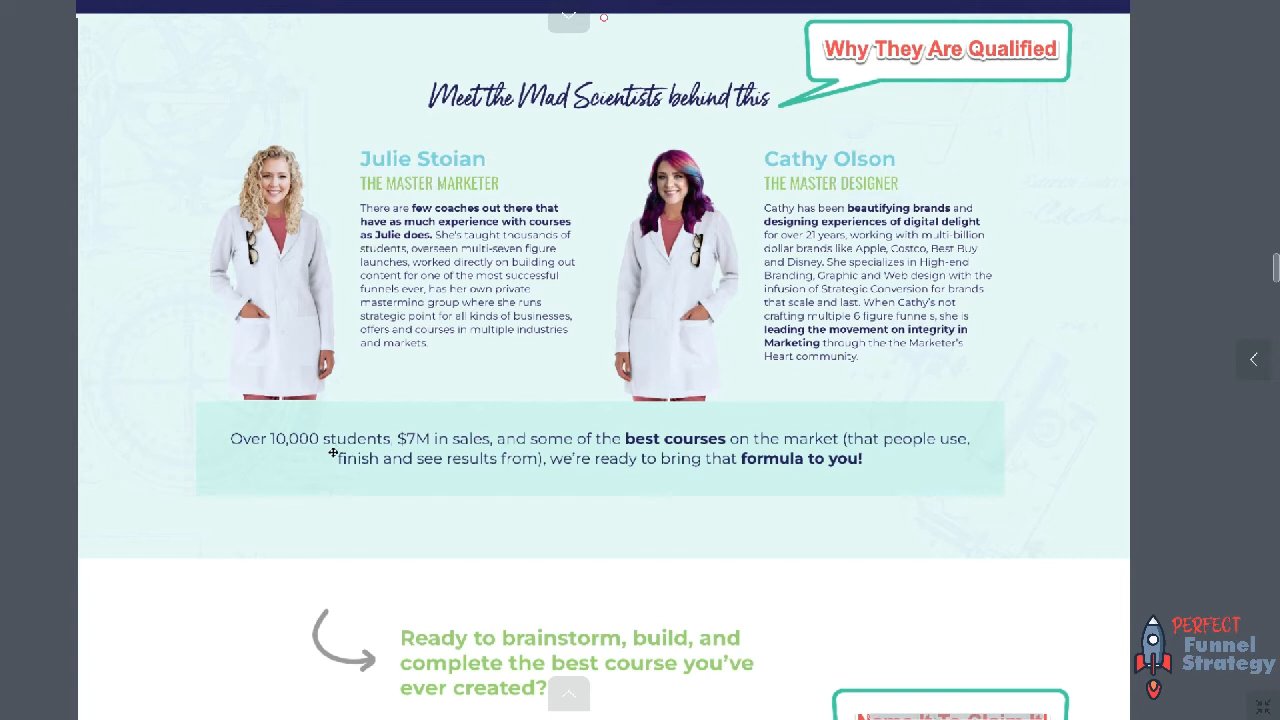 Why They Are Qualified
Meet the Mad Scientists behind this
Julie Stoian
THE MASTER MARKETER
There are few coaches out there that
have as much experience with courses
as Julie does. She's taught thousands of
students, overseen multi-seven figure
launches, worked directly on building out
content for one of the most successful
funnels ever, has her own private
mastermind group where she runs
strategic point for all kinds of businesses,
offers and courses in multiple industries
and markets.
Cathy Olson
THE MASTER DESIGNER
Cathy has been beautifying brands and
designing experiences of digital delight
for over 21 years, working with multi-billion
dollar brands like Apple, Costco, Best Buy
and Disney. She specializes in High-end
Branding, Graphic and Web design with the
infusion of Strategic Conversion for brands
that scale and last. When Cathy's not
crafting multiple 6 figure funnels, she is
leading the movement on integrity in
Marketing through the the Marketer's
Heart community.
Over 10,000 students, $7M in sales, and some of the best courses on the market (that people use,
finish and see results from), we're ready to bring that formula to you!
Ready to brainstorm, build, and
complete the best course you've
ever created?
Name It To Claim It!
PERFECT
Funnel
Strategy